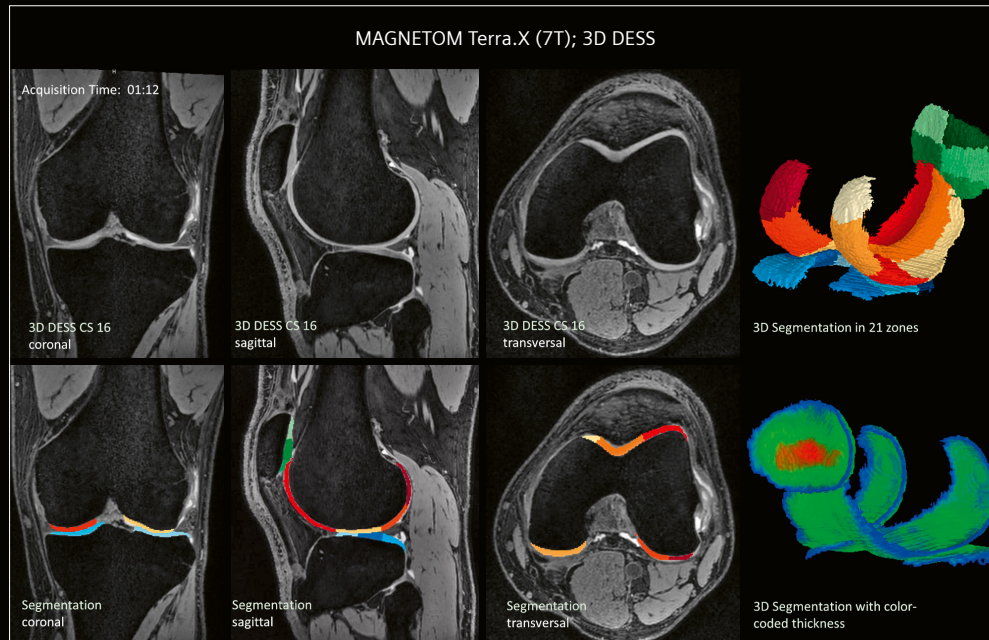 MAGNETOM Terra.X (7T); 3D DESS
H
Acquisition Time: 01:12
3D DESS CS 16
coronal
3D DESS CS 16
sagittal
3D DESS CS 16
transversal
3D Segmentation in 21 zones
Segmentation
coronal
Segmentation
sagittal
Segmentation
transversal
3D Segmentation with color-
coded thickness